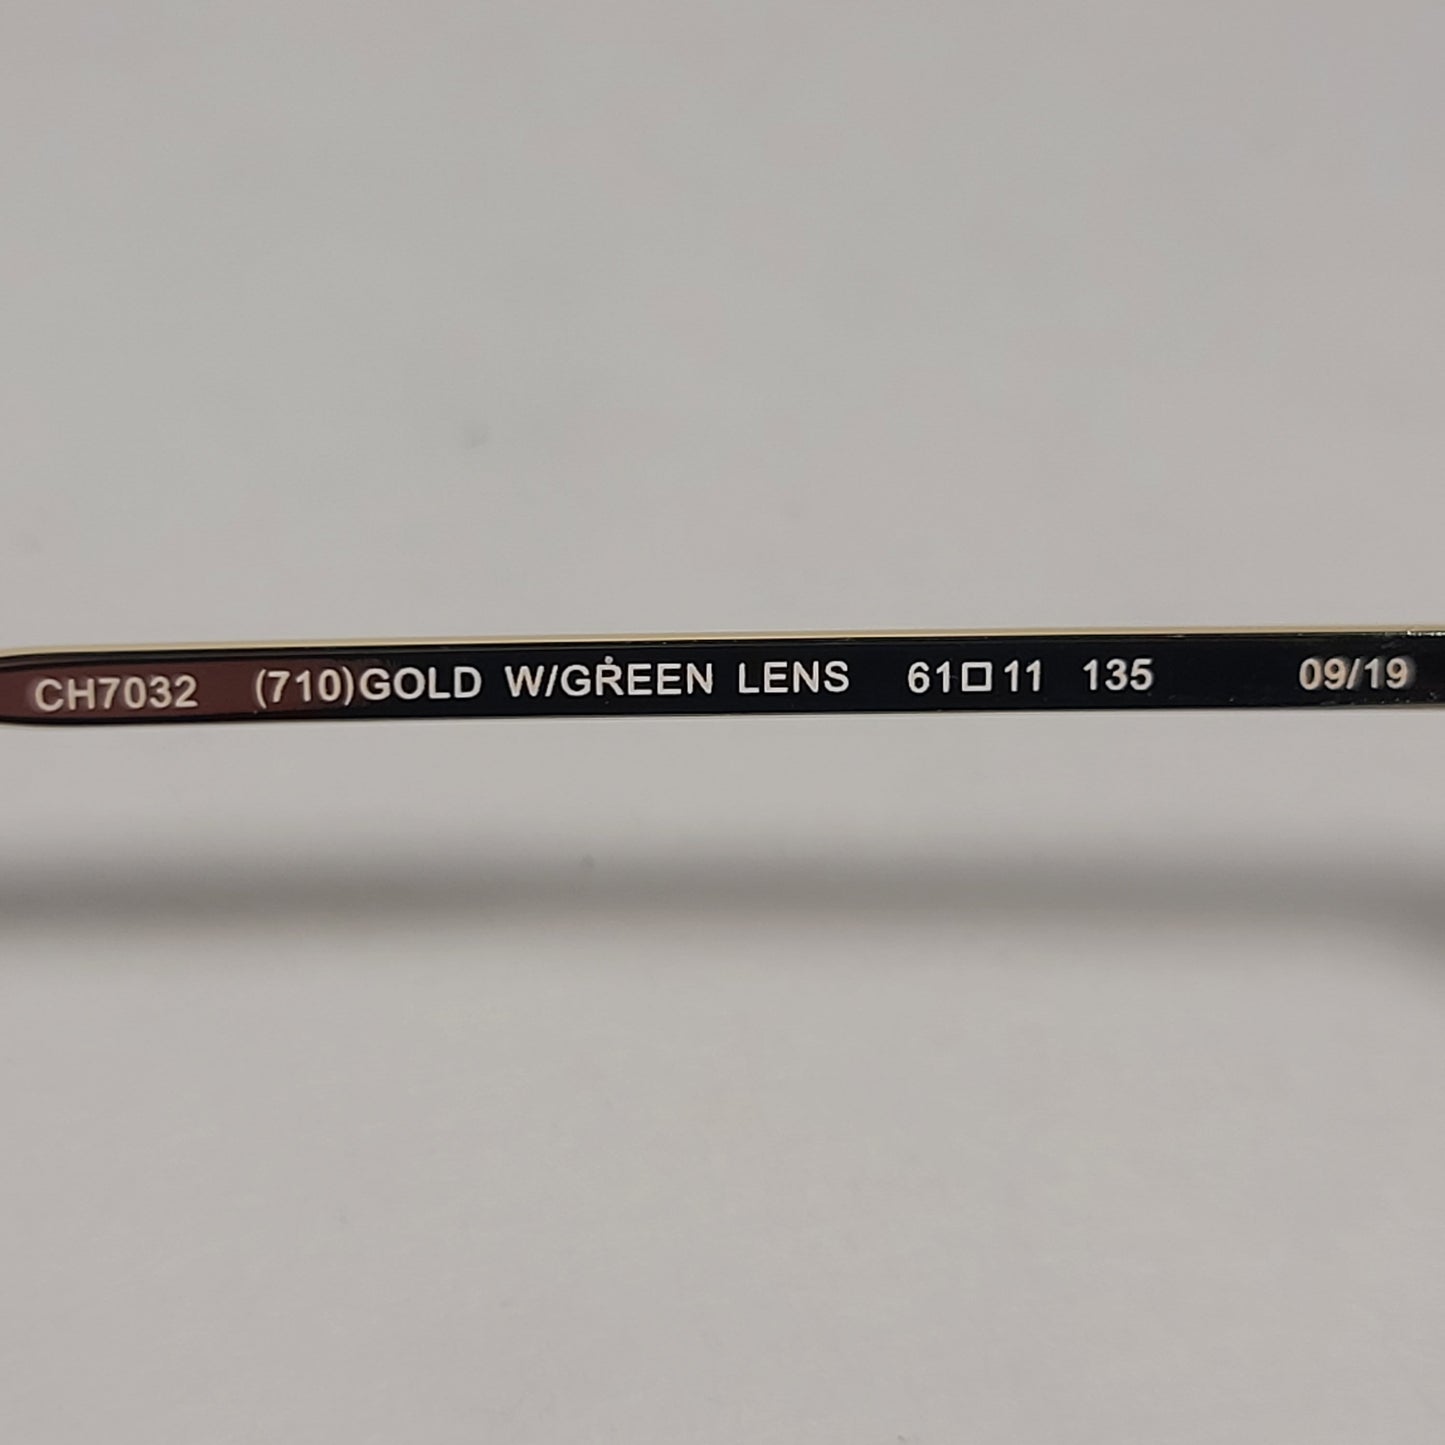 CH7032 (710)GOLD W/GREEN LENS 61□11 135 09/19